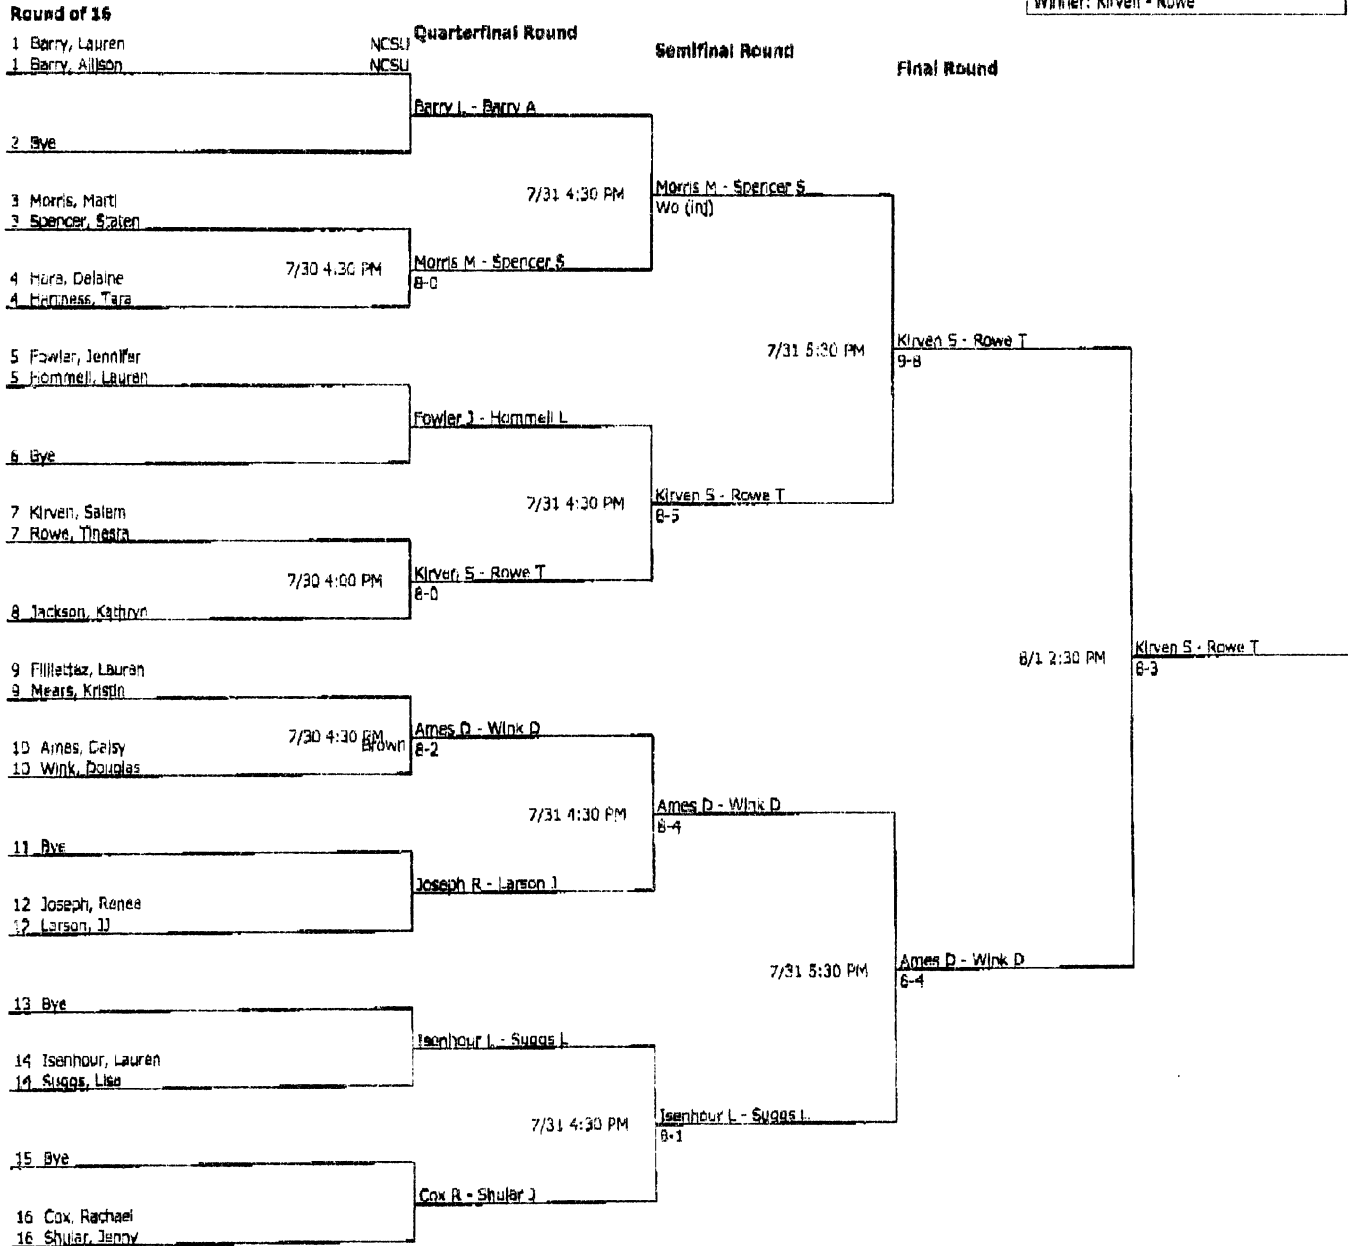 Winner: Kirven - Rowe
Round of 16
Quarterfinal Round
Semifinal Round
Final Round
1 Barry, Lauren NCSU
1 Barry, Allison NCSU
Barry L - Barry A
2 Bye
7/31 4:30 PM
Morris M - Spencer S
Wo (inj)
3 Morris, Marti
3 Spencer, Staten
7/30 4:30 PM
Morris M - Spencer S
8-0
4 Hora, Delaine
4 Hartness, Tara
7/31 5:30 PM
Kirven S - Rowe T
9-8
5 Fowler, Jennifer
5 Hommell, Lauren
Fowler J - Hommell L
6 Bye
7/31 4:30 PM
Kirven S - Rowe T
8-5
7 Kirven, Salem
7 Rowe, Tinesta
7/30 4:00 PM
Kirven S - Rowe T
8-0
8 Jackson, Kathryn
8/1 2:30 PM
Kirven S - Rowe T
8-3
9 Fillettaz, Lauren
9 Mears, Kristin
7/30 4:30 PM
Ames D - Wink D
8-2
10 Ames, Daisy Brown
10 Wink, Douglas
7/31 4:30 PM
Ames D - Wink D
8-4
11 Bye
Joseph R - Larson J
12 Joseph, Renee
12 Larson, JJ
7/31 5:30 PM
Ames D - Wink D
8-4
13 Bye
Isenhour L - Suggs L
14 Isenhour, Lauren
14 Suggs, Lisa
7/31 4:30 PM
Isenhour L - Suggs L
8-1
15 Bye
Cox R - Shular J
16 Cox, Rachael
16 Shular, Jenny